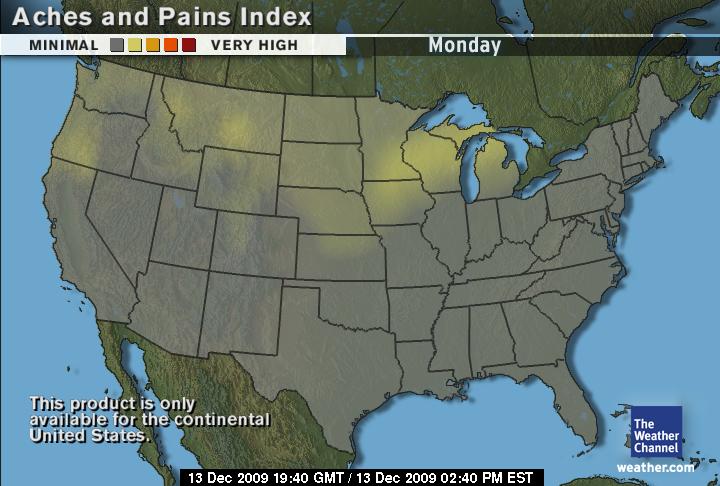 Aches and Pains Index
MINIMAL VERY HIGH
Monday
This product is only
available for the continental
United States.
The
Weather
Channel
weather.com
13 Dec 2009 19:40 GMT / 13 Dec 2009 02:40 PM EST